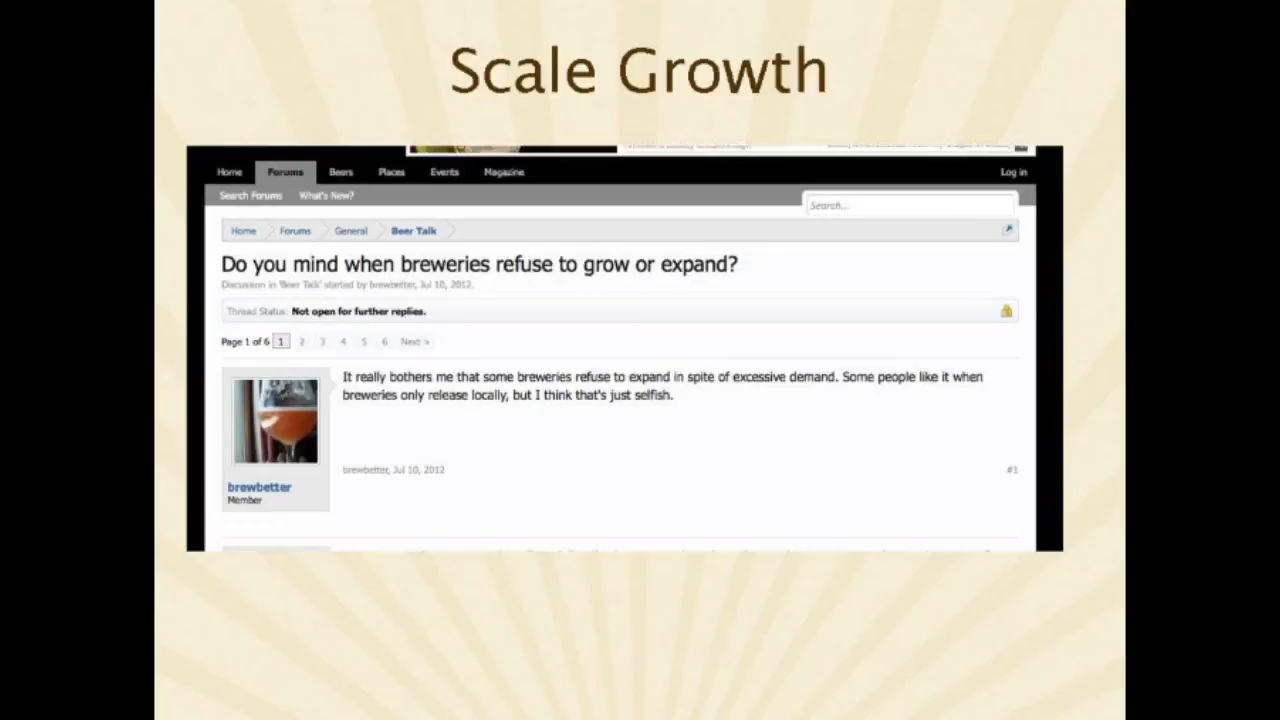 Scale Growth
Home Forums Beers Places Events Magazine Log in
Search Forums What's New?
Search...
Home Forums General Beer Talk
Do you mind when breweries refuse to grow or expand?
Discussion in 'Beer Talk' started by brewbetter, Jul 10, 2012.
Thread Status: Not open for further replies.
Page 1 of 6 1 2 3 4 5 6 Next >
It really bothers me that some breweries refuse to expand in spite of excessive demand. Some people like it when
breweries only release locally, but I think that's just selfish.
brewbetter, Jul 10, 2012 #1
brewbetter
Member